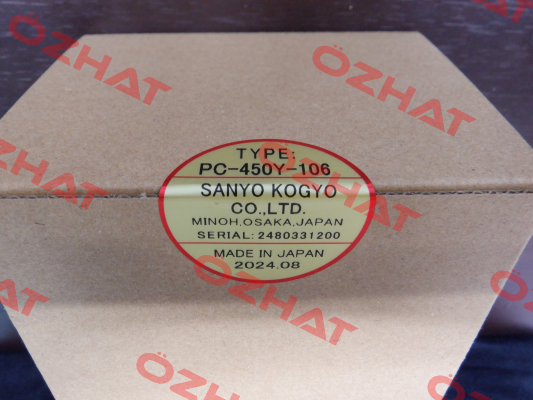 TYPE:
PC-450Y-106
SANYO KOGYO
CO.,LTD.
MINOH,OSAKA,JAPAN
SERIAL: 2480331200
MADE IN JAPAN
2024.08
ÖZHAT
ÖZHAT
ÖZHAT
ÖZHAT
ÖZHAT
ÖZHAT
ÖZHAT